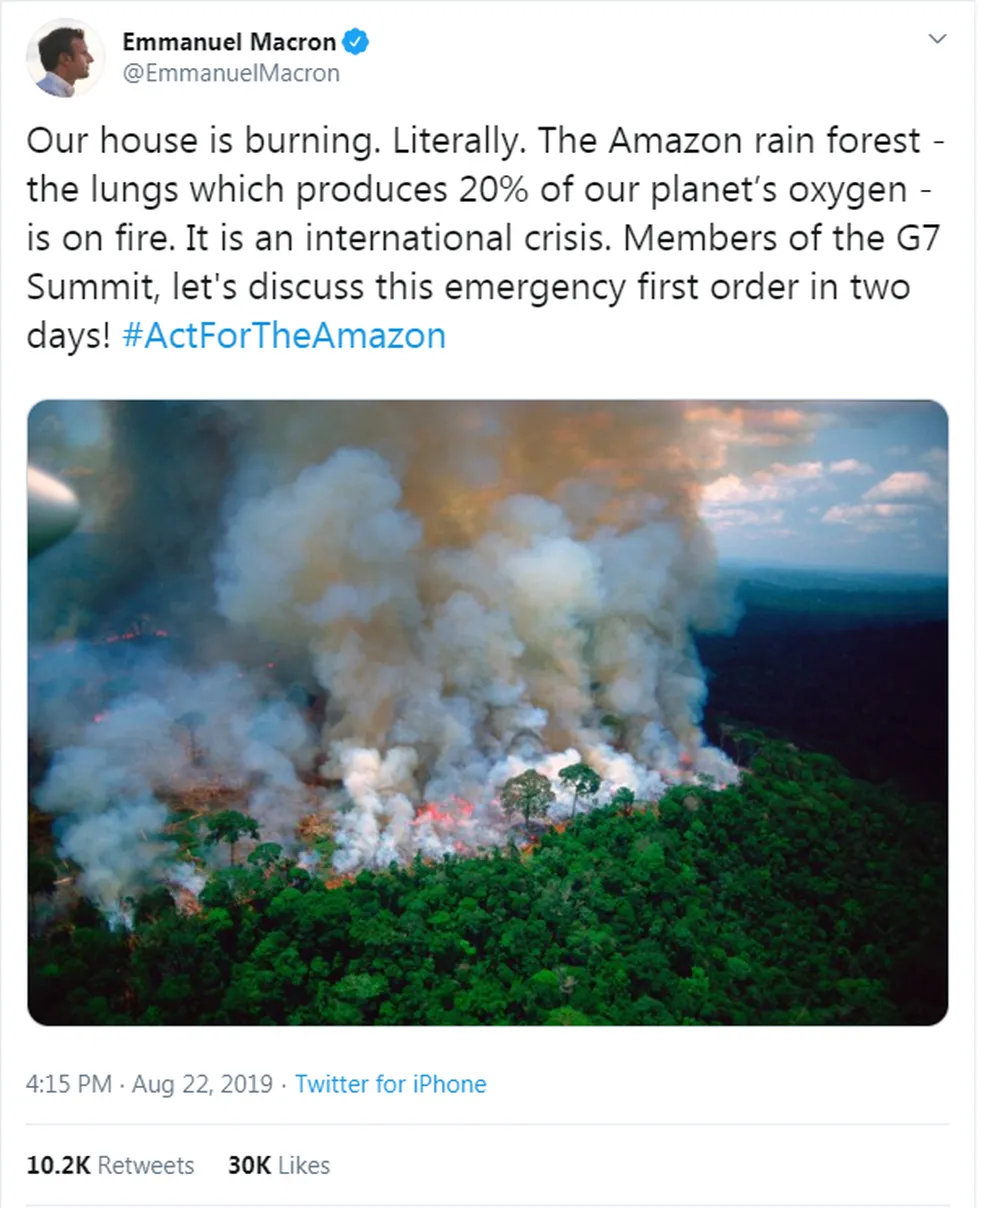 Emmanuel Macron
@EmmanuelMacron
Our house is burning. Literally. The Amazon rain forest -
the lungs which produces 20% of our planet’s oxygen -
is on fire. It is an international crisis. Members of the G7
Summit, let's discuss this emergency first order in two
days! #ActForTheAmazon
4:15 PM · Aug 22, 2019 · Twitter for iPhone
10.2K Retweets 30K Likes